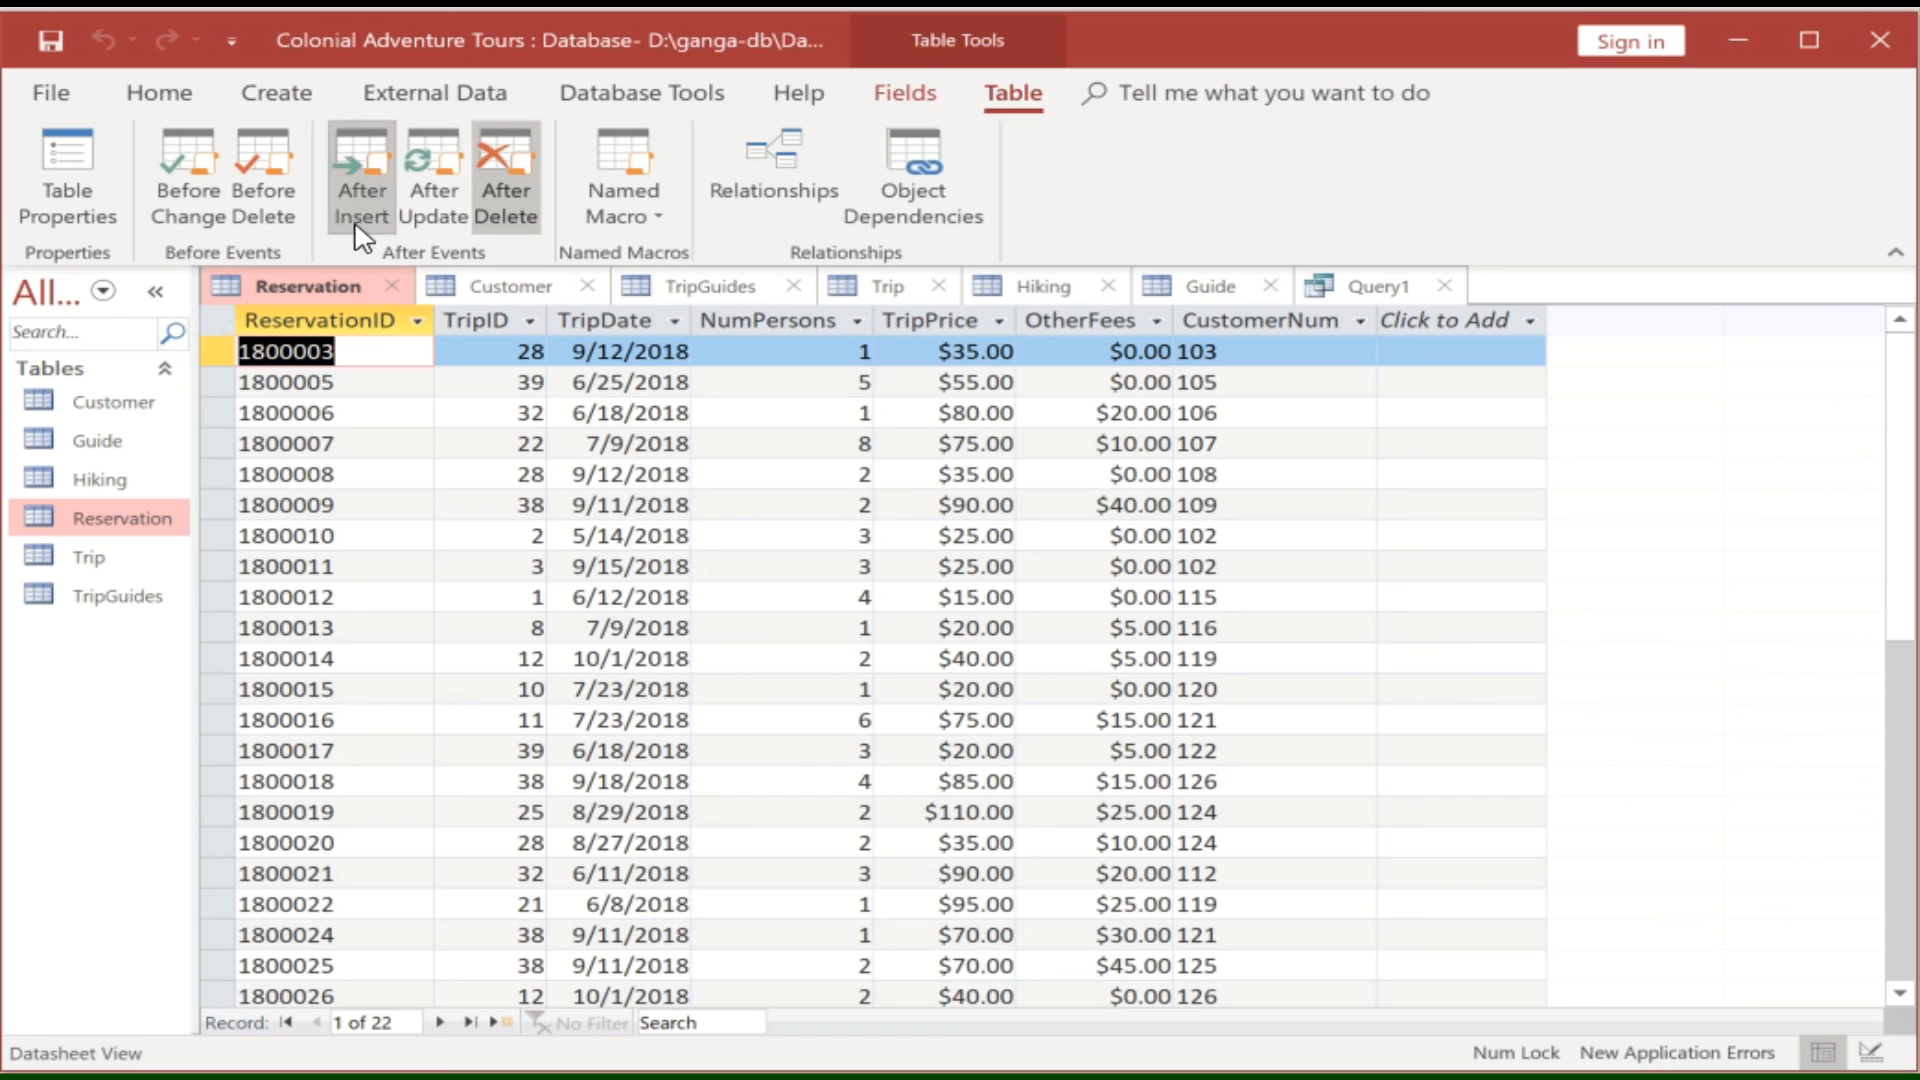 Colonial Adventure Tours : Database- D:\ganga-db\Da... Table Tools Sign in
File Home Create External Data Database Tools Help Fields Table Tell me what you want to do
Table Properties Before Change Before Delete After Insert After Update After Delete Named Macro Relationships Object Dependencies
Properties Before Events After Events Named Macros Relationships
All... «
Search...
Tables
Customer
Guide
Hiking
Reservation
Trip
TripGuides
Reservation Customer TripGuides Trip Hiking Guide Query1
ReservationID TripID TripDate NumPersons TripPrice OtherFees CustomerNum Click to Add
1800003 28 9/12/2018 1 $35.00 $0.00 103
1800005 39 6/25/2018 5 $55.00 $0.00 105
1800006 32 6/18/2018 1 $80.00 $20.00 106
1800007 22 7/9/2018 8 $75.00 $10.00 107
1800008 28 9/12/2018 2 $35.00 $0.00 108
1800009 38 9/11/2018 2 $90.00 $40.00 109
1800010 2 5/14/2018 3 $25.00 $0.00 102
1800011 3 9/15/2018 3 $25.00 $0.00 102
1800012 1 6/12/2018 4 $15.00 $0.00 115
1800013 8 7/9/2018 1 $20.00 $5.00 116
1800014 12 10/1/2018 2 $40.00 $5.00 119
1800015 10 7/23/2018 1 $20.00 $0.00 120
1800016 11 7/23/2018 6 $75.00 $15.00 121
1800017 39 6/18/2018 3 $20.00 $5.00 122
1800018 38 9/18/2018 4 $85.00 $15.00 126
1800019 25 8/29/2018 2 $110.00 $25.00 124
1800020 28 8/27/2018 2 $35.00 $10.00 124
1800021 32 6/11/2018 3 $90.00 $20.00 112
1800022 21 6/8/2018 1 $95.00 $25.00 119
1800024 38 9/11/2018 1 $70.00 $30.00 121
1800025 38 9/11/2018 2 $70.00 $45.00 125
1800026 12 10/1/2018 2 $40.00 $0.00 126
Record: 1 of 22 No Filter Search
Datasheet View Num Lock New Application Errors